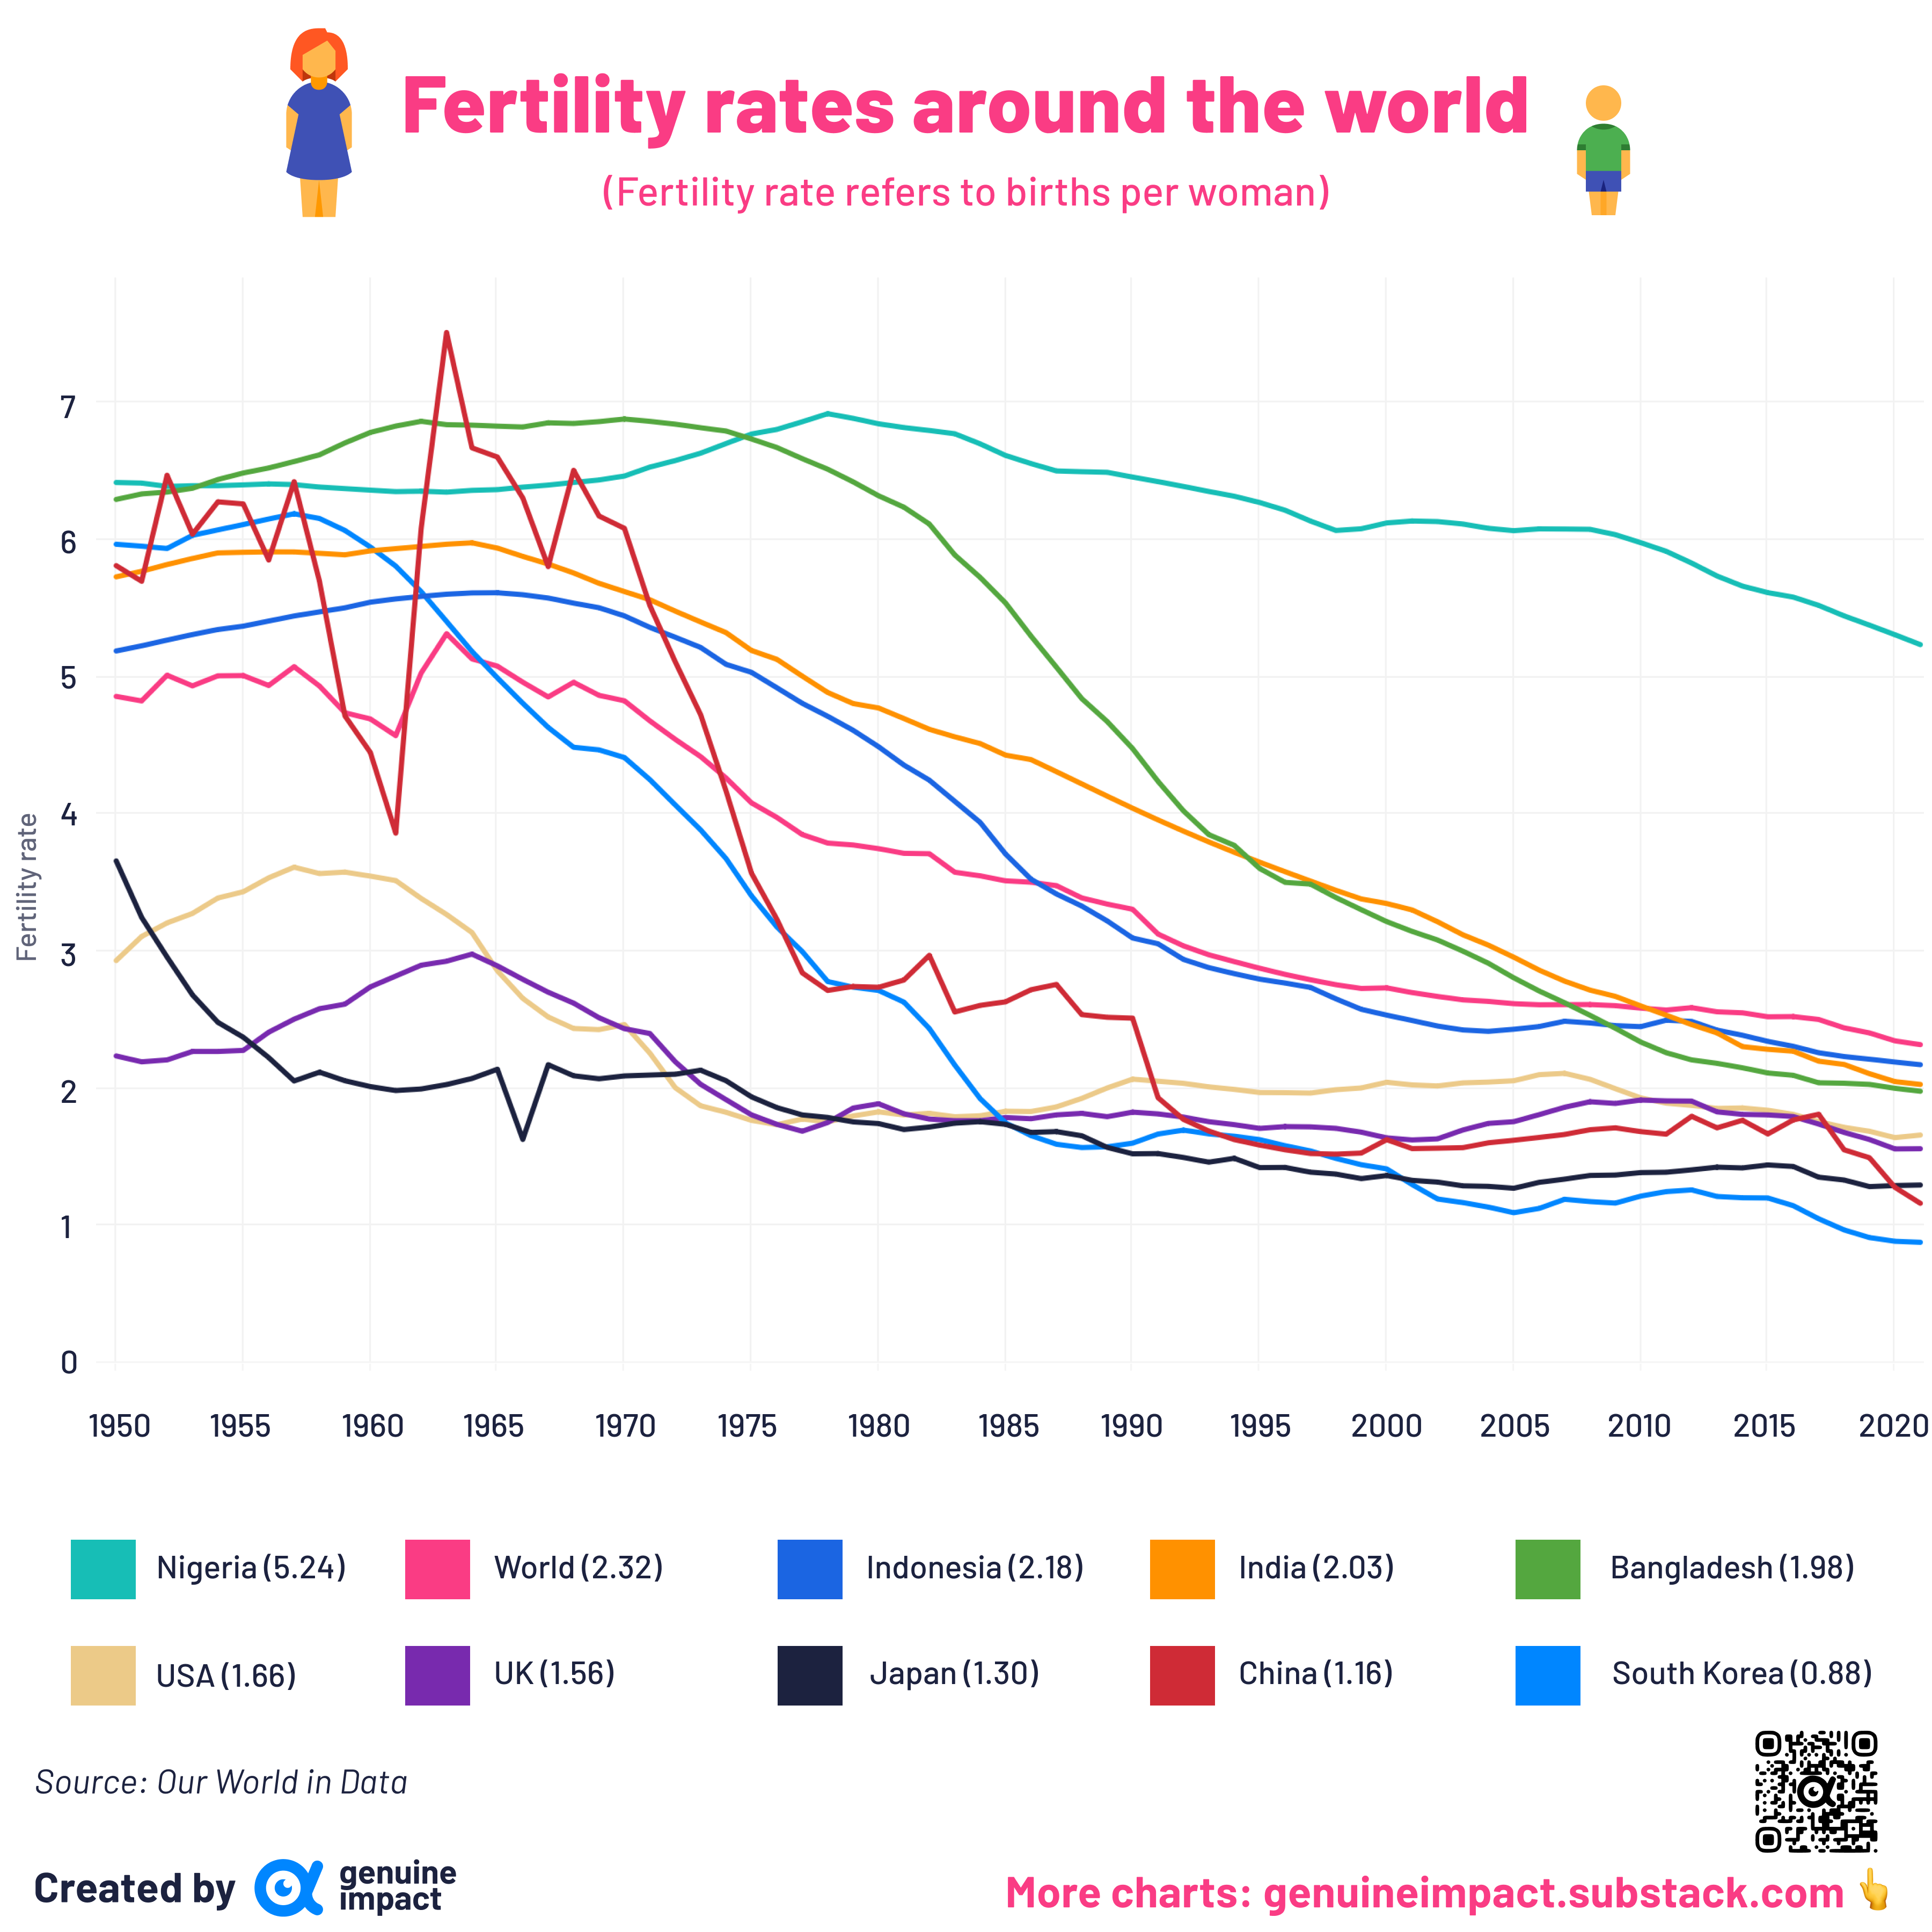 Fertility rates around the world
(Fertility rate refers to births per woman)
Fertility rate
7
6
5
4
3
2
1
0
1950 1955 1960 1965 1970 1975 1980 1985 1990 1995 2000 2005 2010 2015 2020
Nigeria (5.24) World (2.32) Indonesia (2.18) India (2.03) Bangladesh (1.98)
USA (1.66) UK (1.56) Japan (1.30) China (1.16) South Korea (0.88)
Source: Our World in Data
Created by genuine impact
More charts: genuineimpact.substack.com